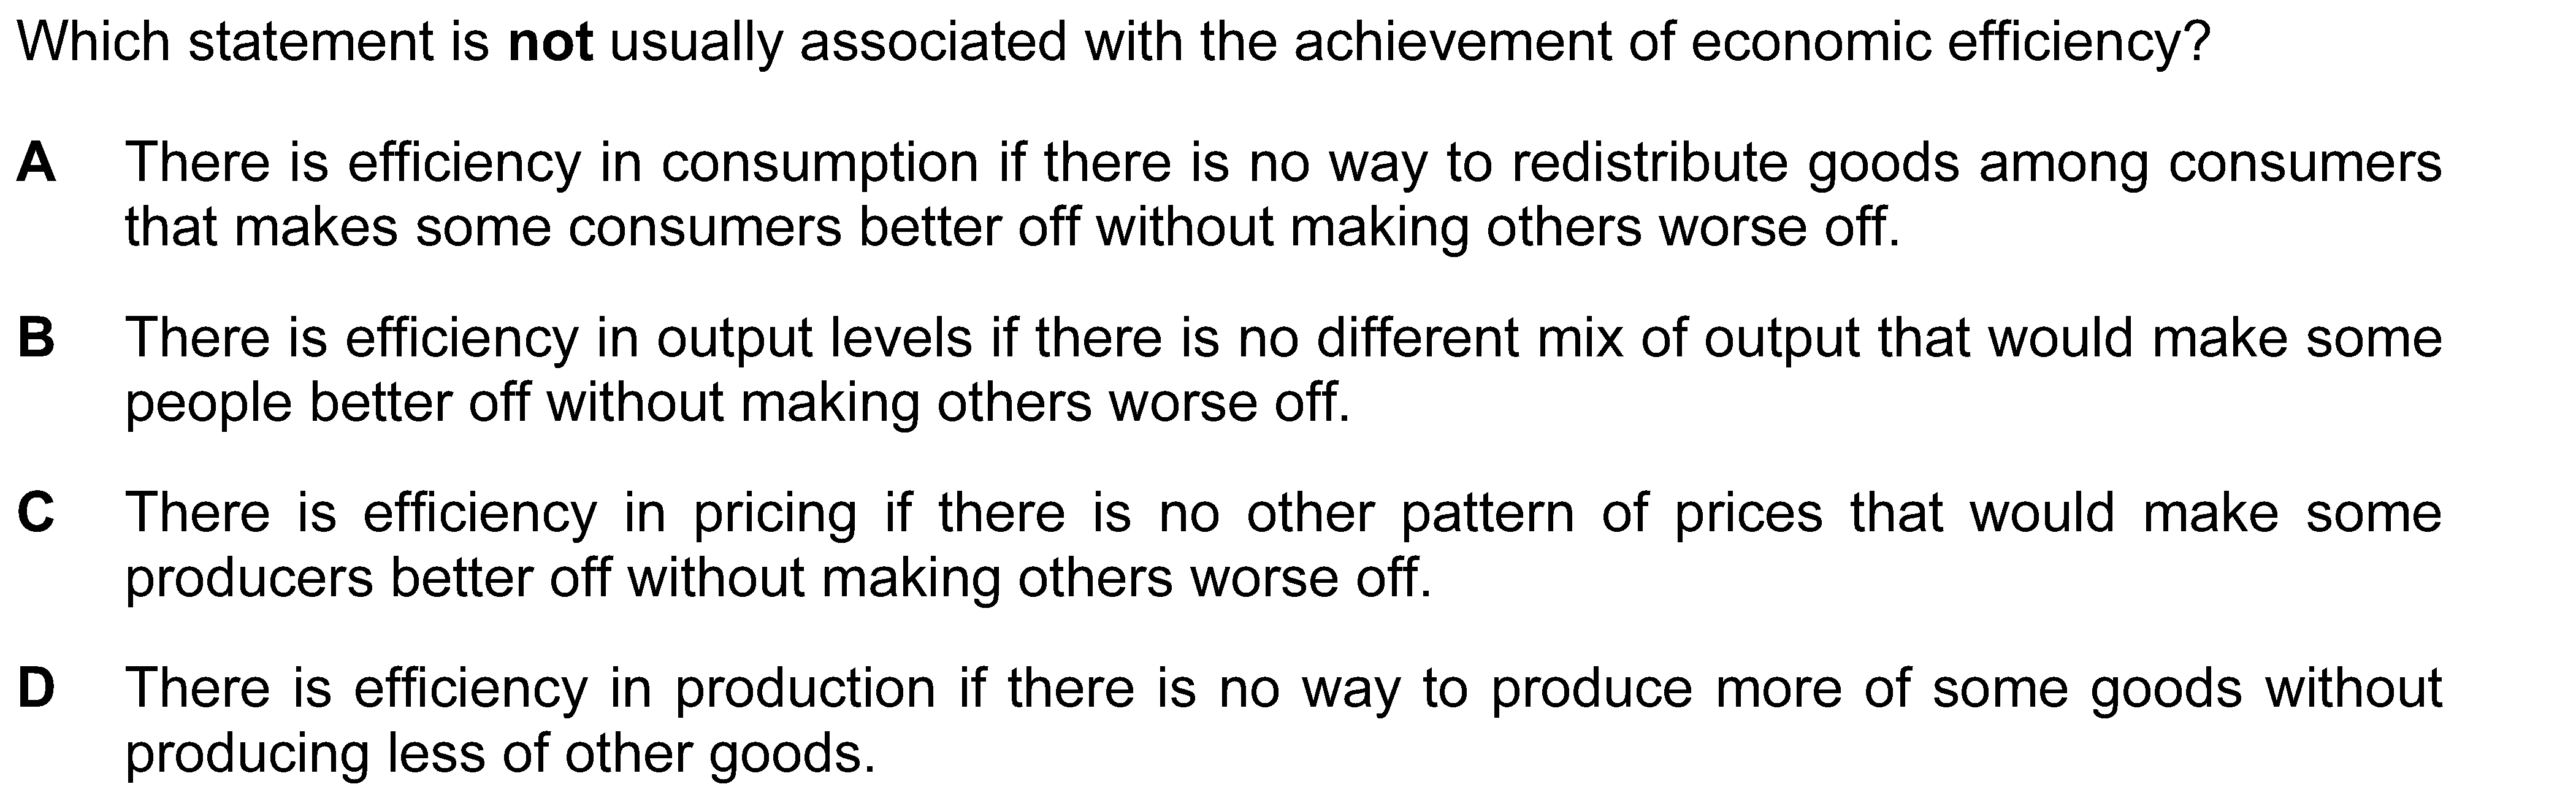 Which statement is not usually associated with the achievement of economic efficiency?
A There is efficiency in consumption if there is no way to redistribute goods among consumers
that makes some consumers better off without making others worse off.
B There is efficiency in output levels if there is no different mix of output that would make some
people better off without making others worse off.
C There is efficiency in pricing if there is no other pattern of prices that would make some
producers better off without making others worse off.
D There is efficiency in production if there is no way to produce more of some goods without
producing less of other goods.